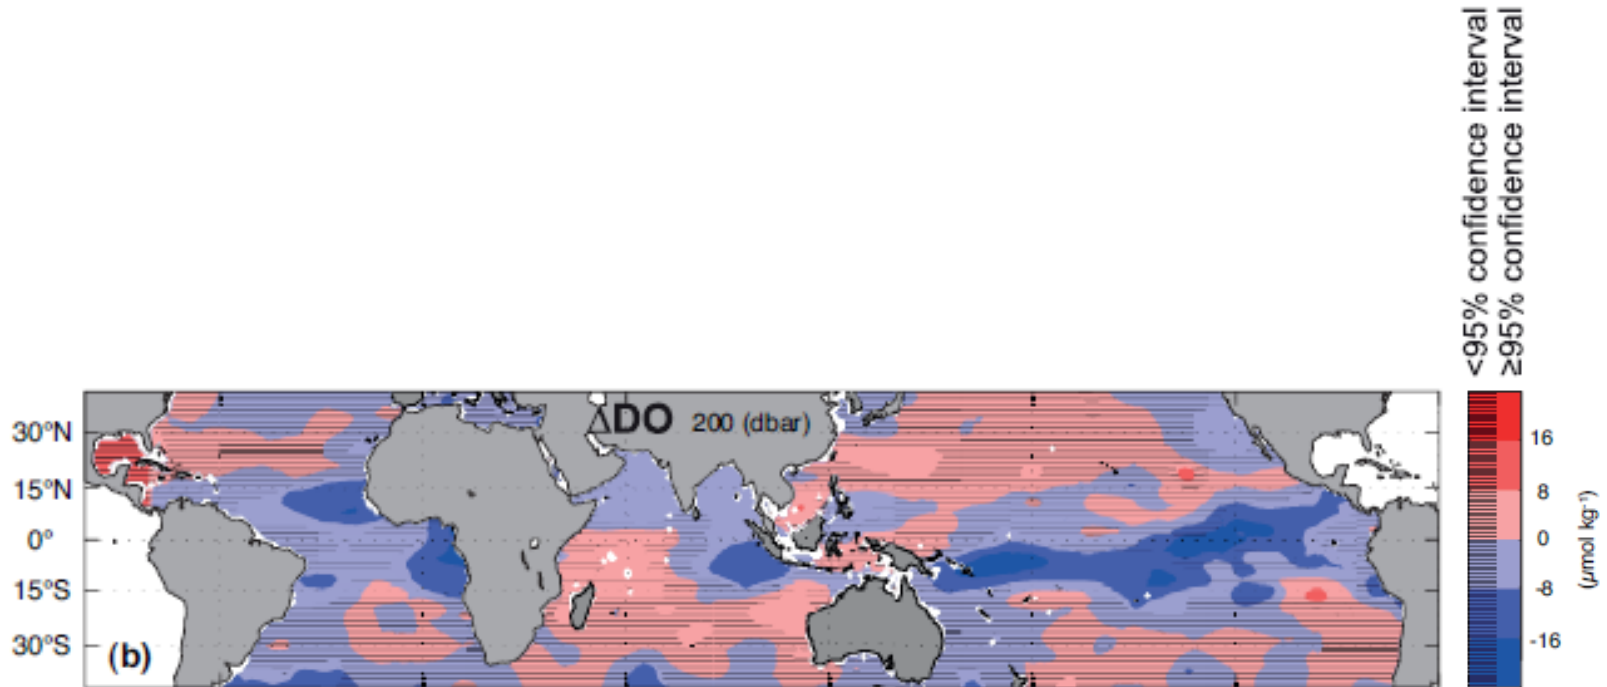 <95% confidence interval
≥95% confidence interval
ΔDO 200 (dbar)
30°N
15°N
0°
15°S
30°S
(b)
16
8
0
-8
-16
(μmol kg⁻¹)